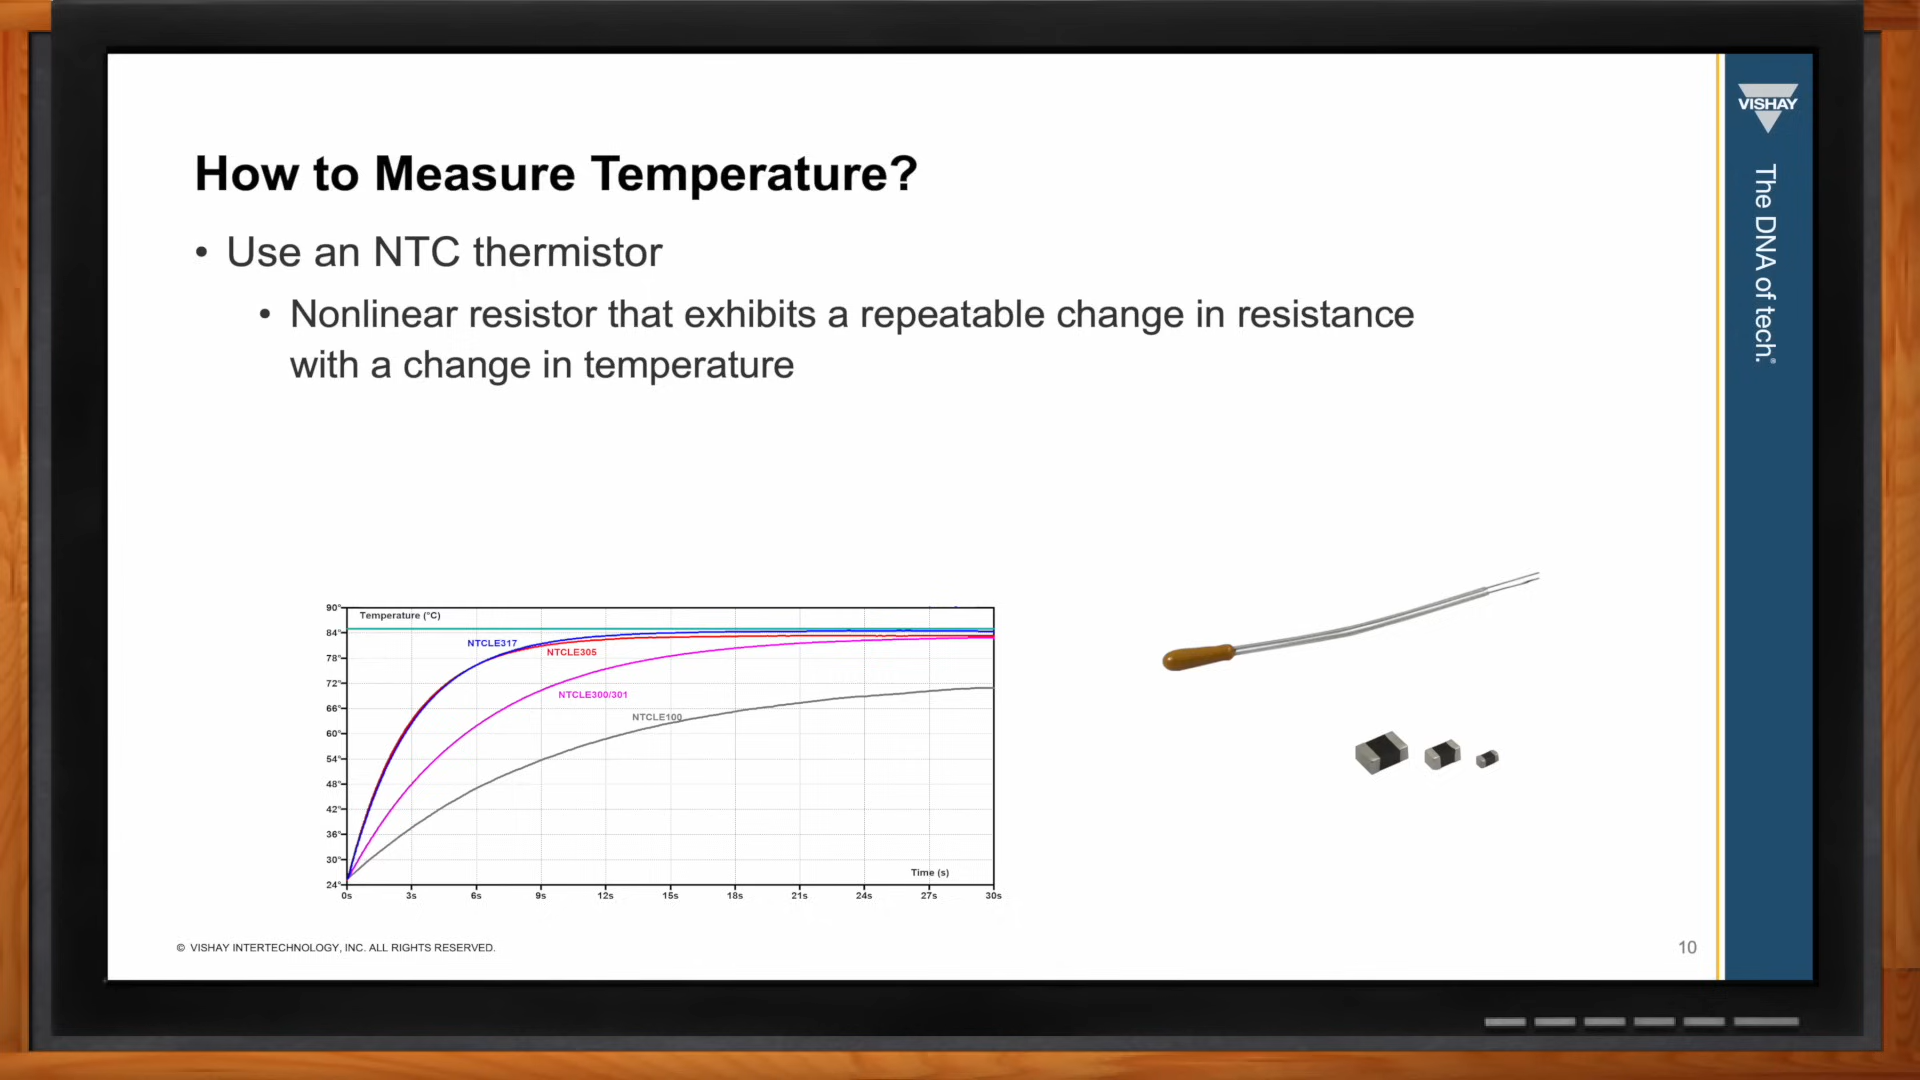 VISHAY
The DNA of tech.®
How to Measure Temperature?
• Use an NTC thermistor
• Nonlinear resistor that exhibits a repeatable change in resistance
with a change in temperature
Temperature (°C)
90°
84°
78°
72°
66°
60°
54°
48°
42°
36°
30°
24°
NTCLE317
NTCLE305
NTCLE300/301
NTCLE100
Time (s)
0s 3s 6s 9s 12s 15s 18s 21s 24s 27s 30s
© VISHAY INTERTECHNOLOGY, INC. ALL RIGHTS RESERVED.
10